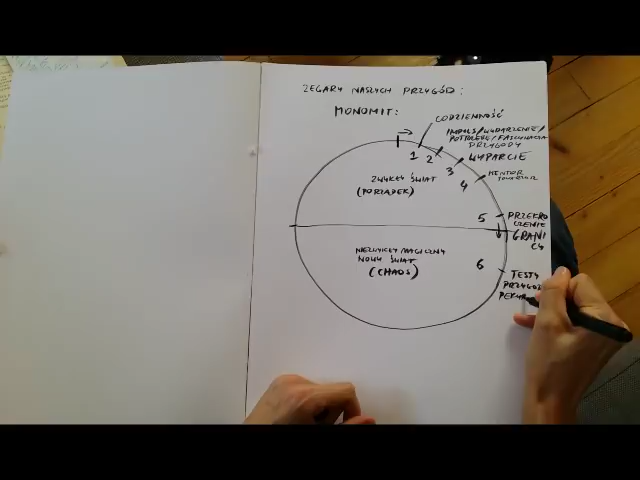 ZEGARY NASZYCH PRZYGÓD:
MONOMIT:
CODZIENNOŚĆ
IMPULS/WYDARZENIE/
POTRZEBA/FASCYNACJA
PRZYGODY
1
2
WYPARCIE
3
MENTOR
4
ZWYKŁY ŚWIAT
(PORZĄDEK)
5
PRZEKRO
CZENIE
GRANI
CY
NIEZWYKŁY/MAGICZNY
NOWY ŚWIAT
(CHAOS)
6
TESTY
PRZYGOD